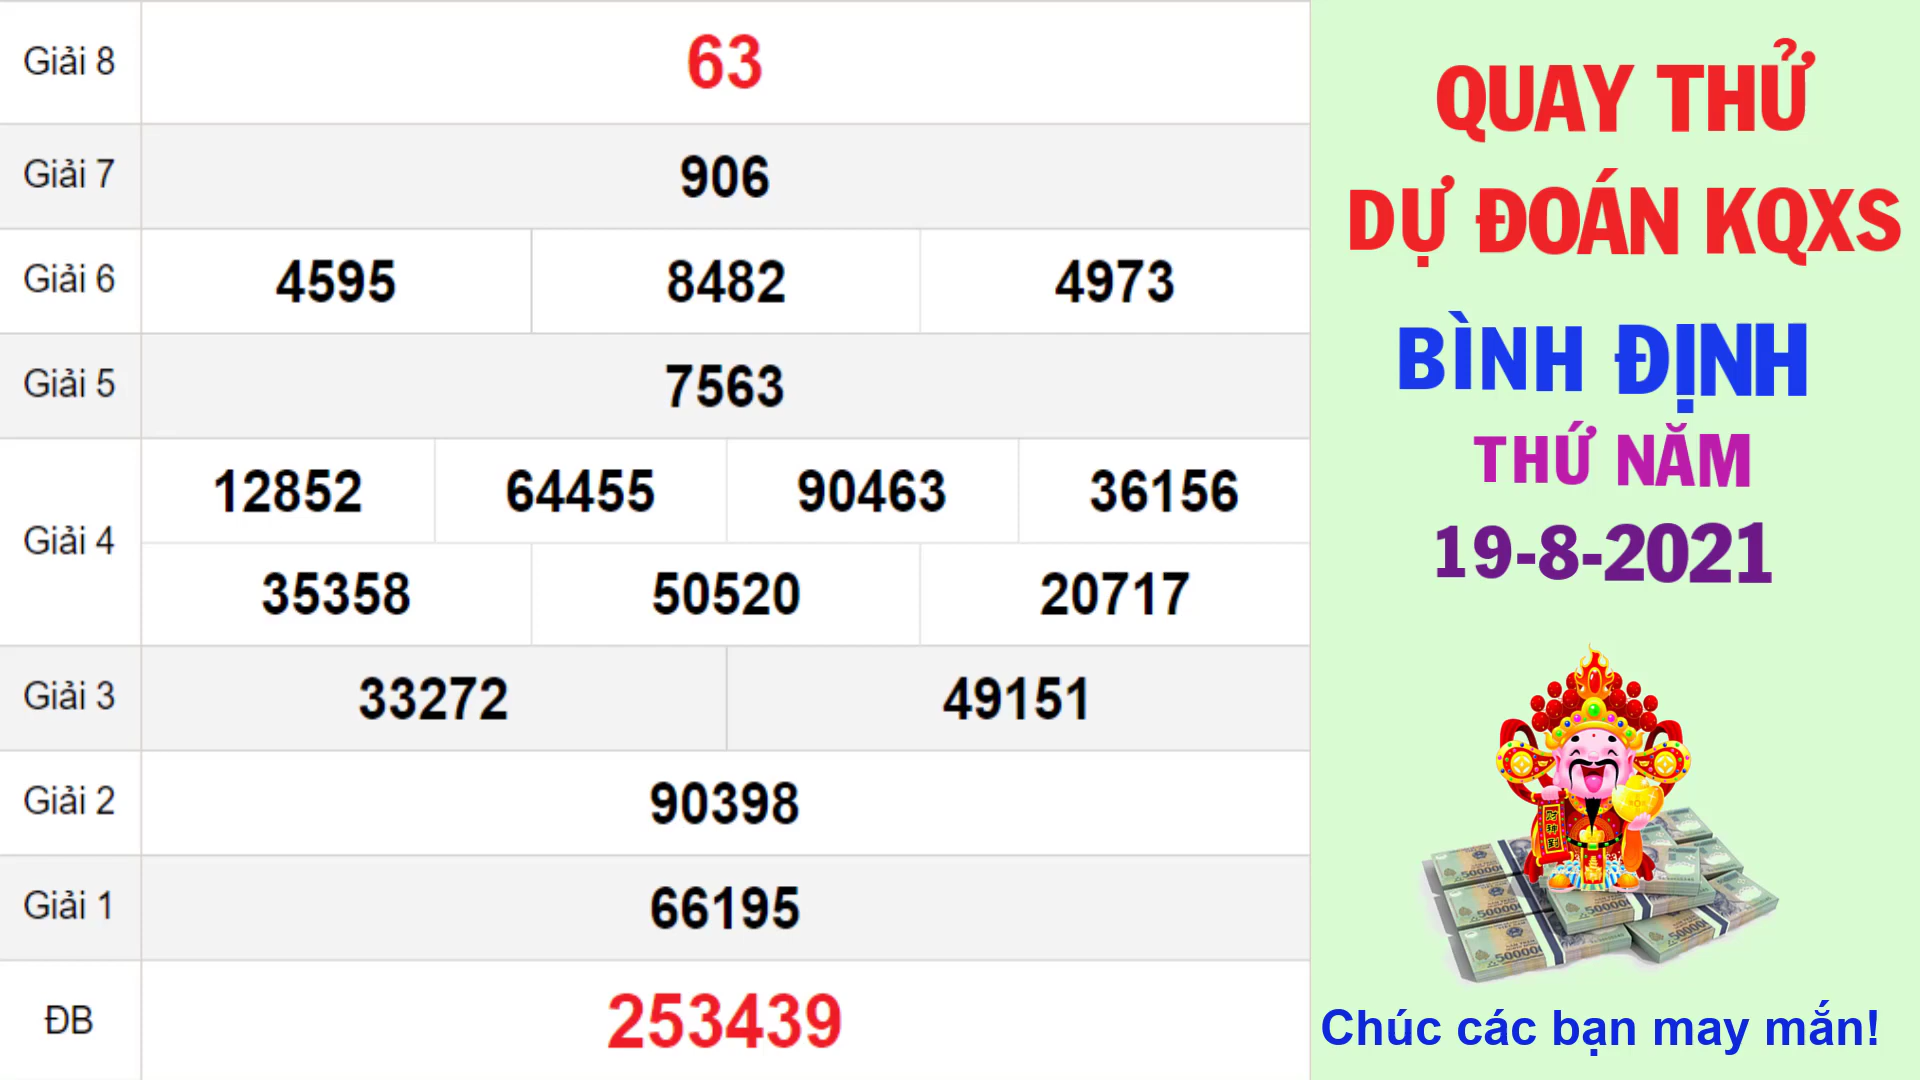 Giải 8 63
Giải 7 906
Giải 6 4595 8482 4973
Giải 5 7563
Giải 4 12852 64455 90463 36156
35358 50520 20717
Giải 3 33272 49151
Giải 2 90398
Giải 1 66195
ĐB 253439
QUAY THỬ
DỰ ĐOÁN KQXS
BÌNH ĐỊNH
THỨ NĂM
19-8-2021
Chúc các bạn may mắn!